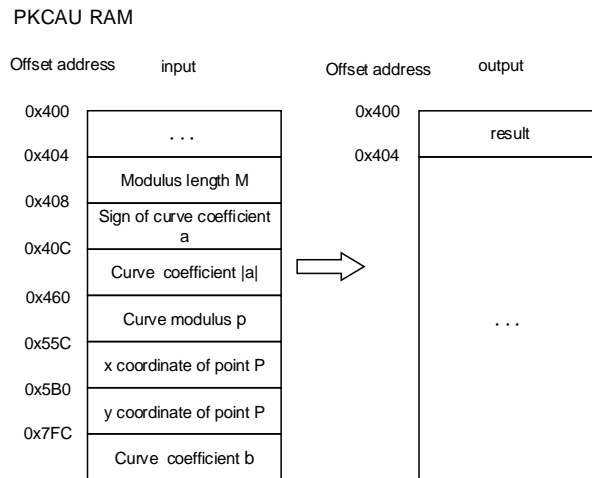 PKCAU RAM
Offset address input Offset address output
0x400 0x400
. . . result
0x404 0x404
Modulus length M
0x408
Sign of curve coefficient
a
0x40C
Curve coefficient |a|
0x460
Curve modulus p
. . .
0x55C
x coordinate of point P
0x5B0
y coordinate of point P
0x7FC
Curve coefficient b